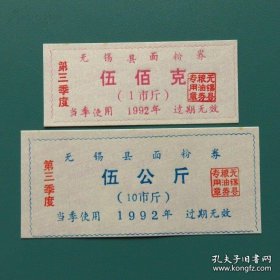 无锡县面粉券
第三季度
伍佰克
(1市斤)
当季使用 1992年 过期无效
无锡县面粉券
第三季度
伍公斤
(10市斤)
当季使用 1992年 过期无效
孔夫子旧书网